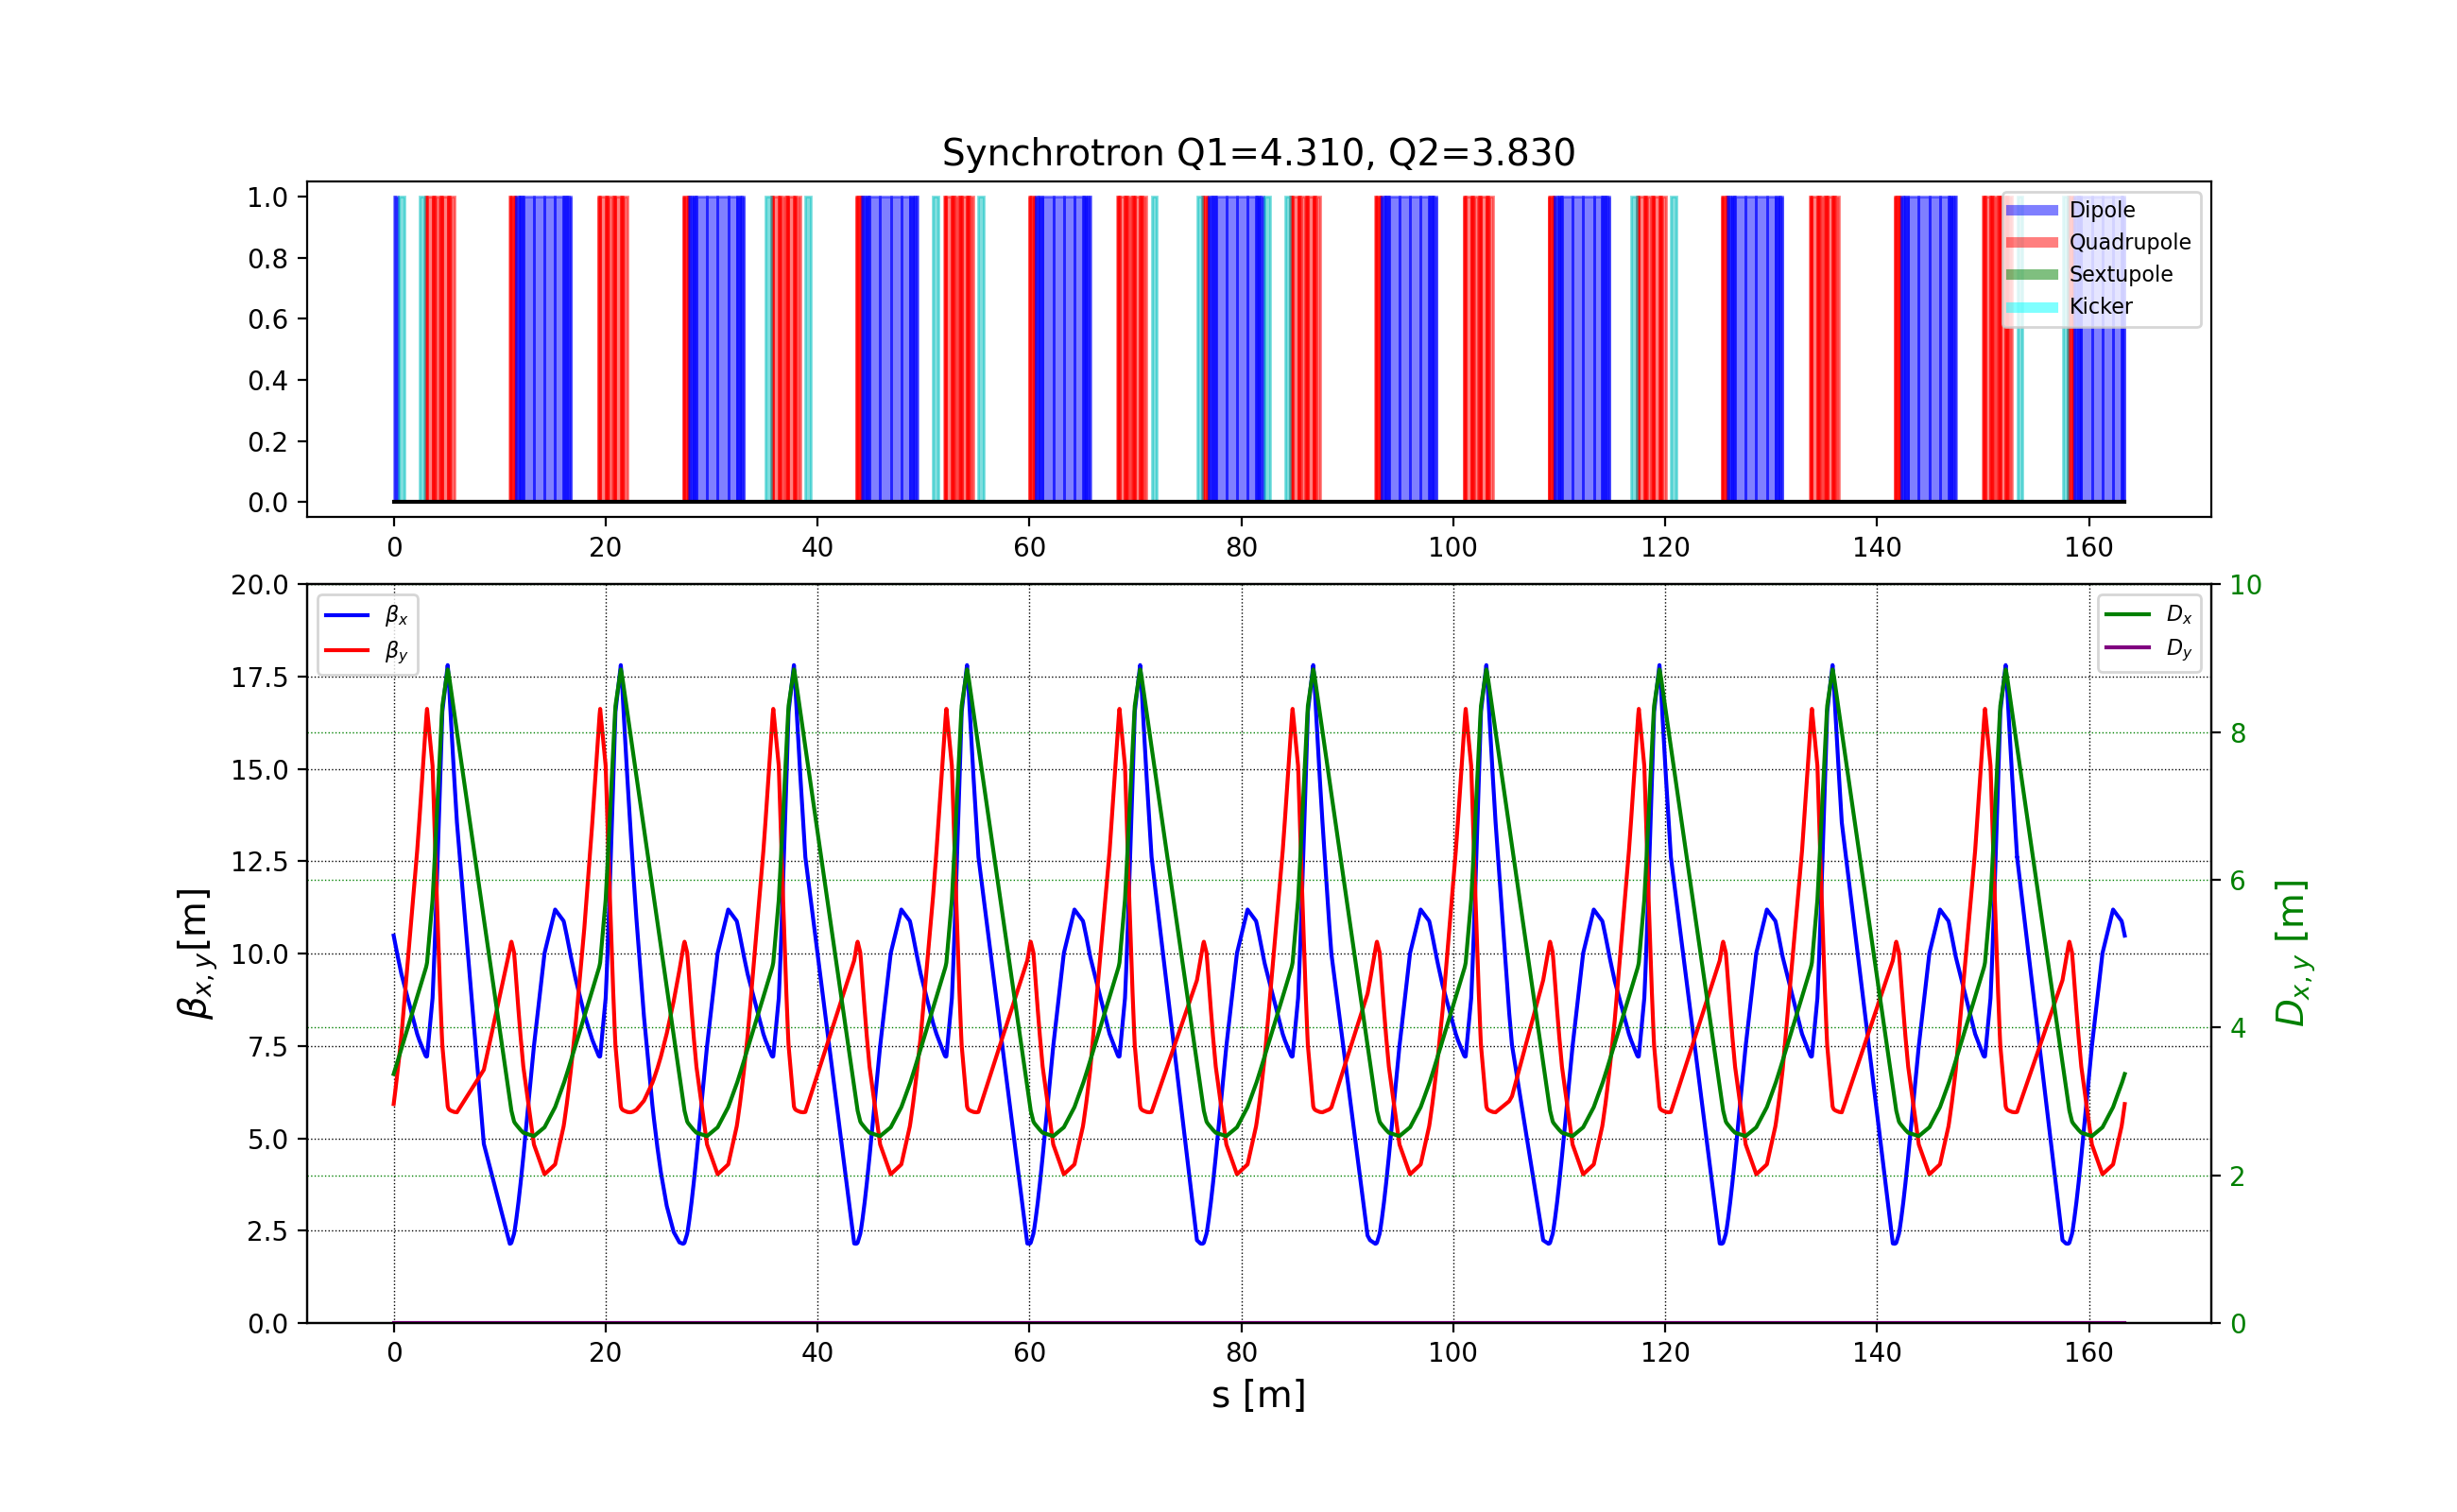 Synchrotron Q1=4.310, Q2=3.830
1.0
0.8
0.6
0.4
0.2
0.0
Dipole
Quadrupole
Sextupole
Kicker
0 20 40 60 80 100 120 140 160
20.0
17.5
15.0
12.5
10.0
7.5
5.0
2.5
0.0
βx,y[m]
βx
βy
Dx
Dy
10
8
6
4
2
0
Dx,y [m]
0 20 40 60 80 100 120 140 160
s [m]